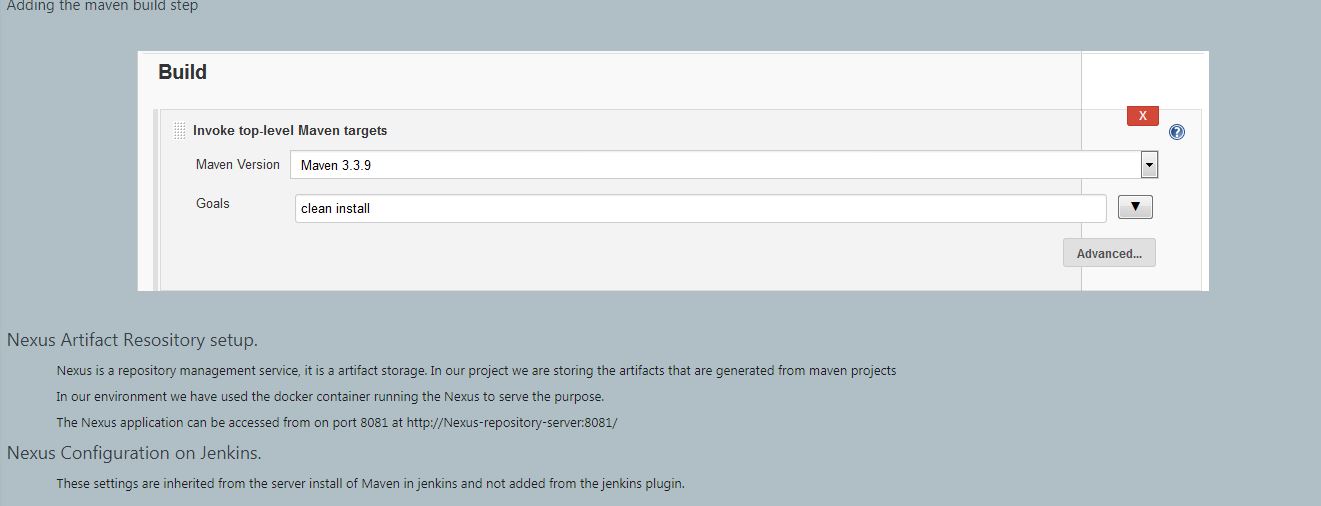 Adding the maven build step
Build
Invoke top-level Maven targets
X
Maven Version
Maven 3.3.9
Goals
clean install
Advanced...
Nexus Artifact Resository setup.
Nexus is a repository management service, it is a artifact storage. In our project we are storing the artifacts that are generated from maven projects
In our environment we have used the docker container running the Nexus to serve the purpose.
The Nexus application can be accessed from on port 8081 at http://Nexus-repository-server:8081/
Nexus Configuration on Jenkins.
These settings are inherited from the server install of Maven in jenkins and not added from the jenkins plugin.